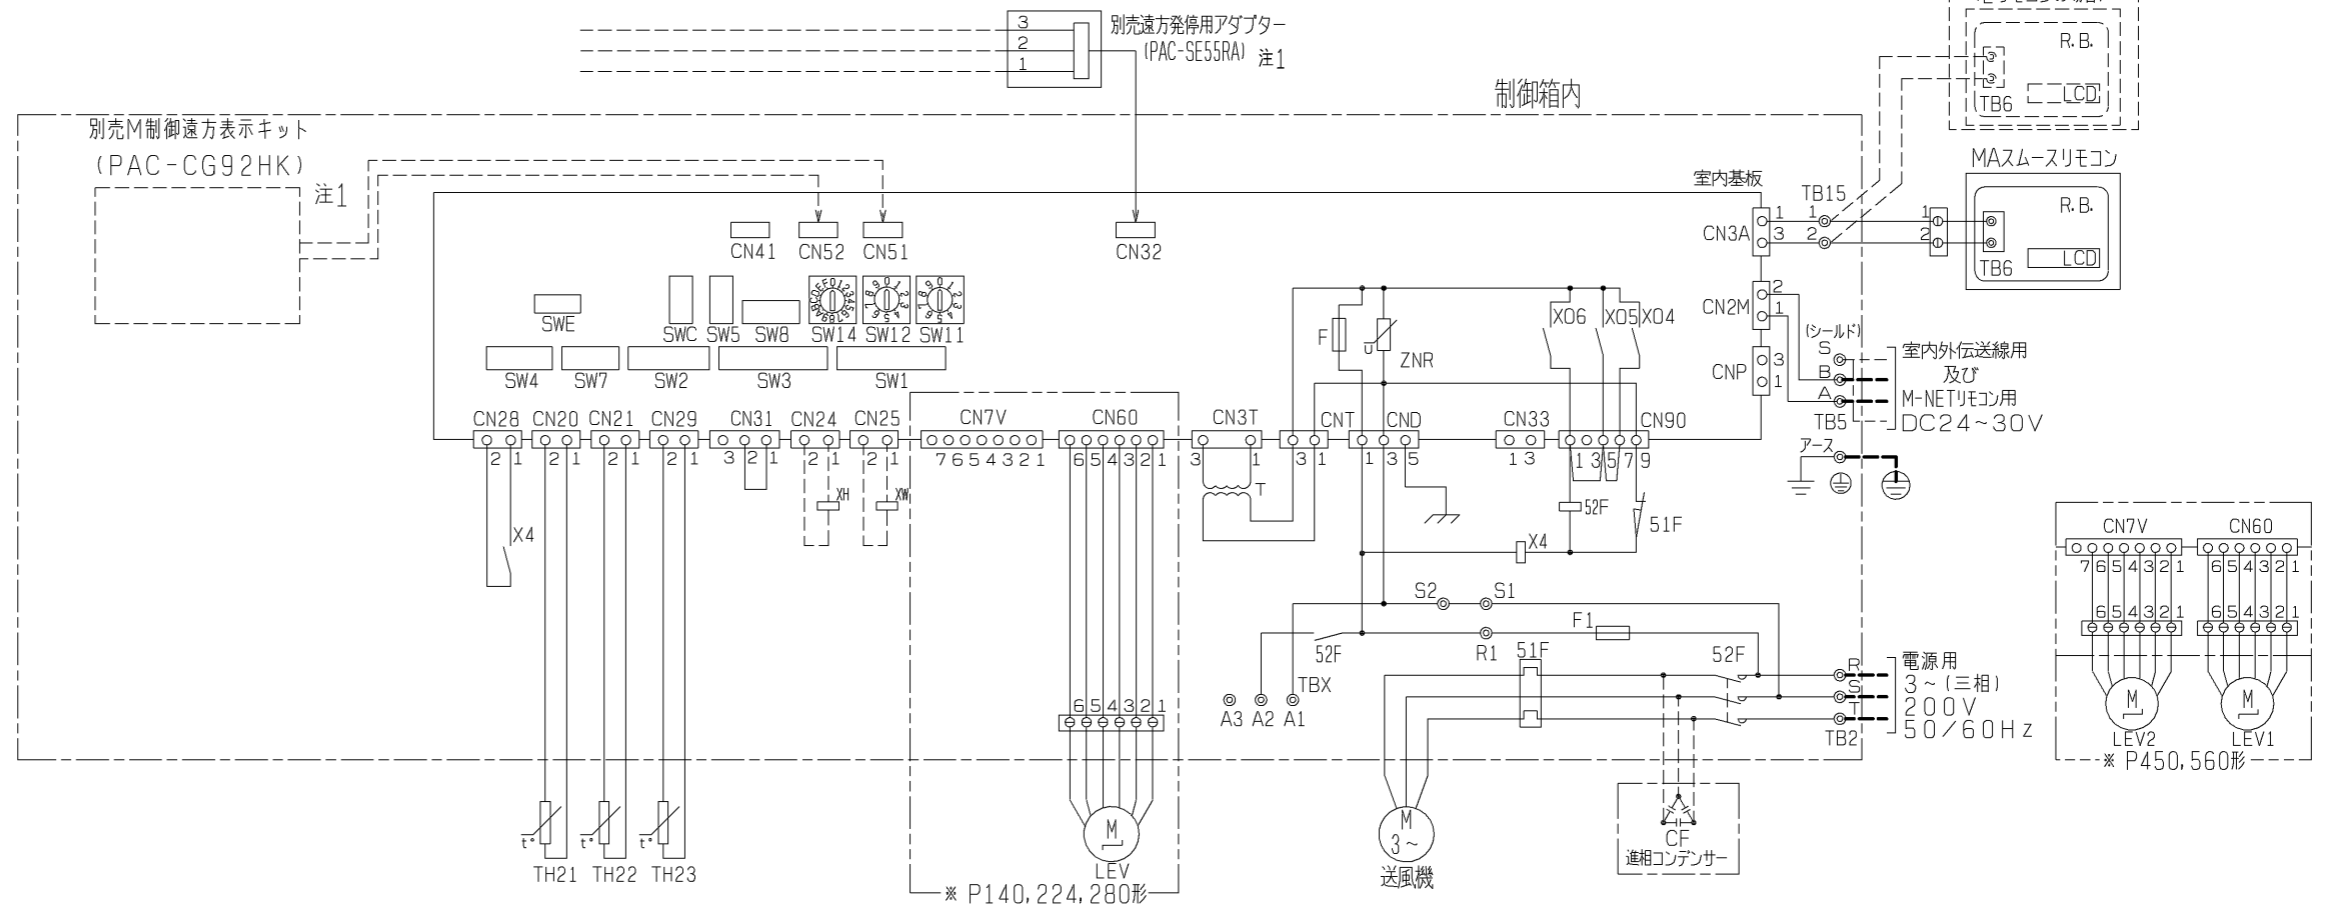 3
2
1
別売遠方発停用アダプター
(PAC-SE55RA) 注1
R.B.
TB6
LCD
制御箱内
別売M制御遠方表示キット
(PAC-CG92HK)
注1
MAスムースリモコン
R.B.
TB6
LCD
室内基板
TB15
CN3A
1 1 1
3 2 2
CN41 CN52 CN51 CN32
SWE SWC SW5 SW8 SW14 SW12 SW11
SW4 SW7 SW2 SW3 SW1
F
ZNR
X06 X05 X04
CN2M
2
1
CNP
3
1
(シールド)
S
B
A
TB5
室内外伝送線用
及び
M-NETリモコン用
DC24~30V
アース
CN28 CN20 CN21 CN29 CN31 CN24 CN25 CN7V CN60 CN3T CNT CND CN33 CN90
2 1 2 1 2 1 2 1 3 2 1 2 1 2 1 7 6 5 4 3 2 1 6 5 4 3 2 1 3 1 3 1 1 3 5 1 3 1 3 5 7 9
X4
XH
XW
T
52F
51F
X4
S2 S1
F1
52F
R1
51F
52F
TBX
A3 A2 A1
R
S
T
TB2
電源用
3~(三相)
200V
50/60Hz
6 5 4 3 2 1
t°
t°
t°
TH21 TH22 TH23
M
LEV
※ P140,224,280形
M
3~
送風機
CF
進相コンデンサー
CN7V CN60
7 6 5 4 3 2 1 6 5 4 3 2 1
6 5 4 3 2 1 6 5 4 3 2 1
M M
LEV2 LEV1
※ P450,560形